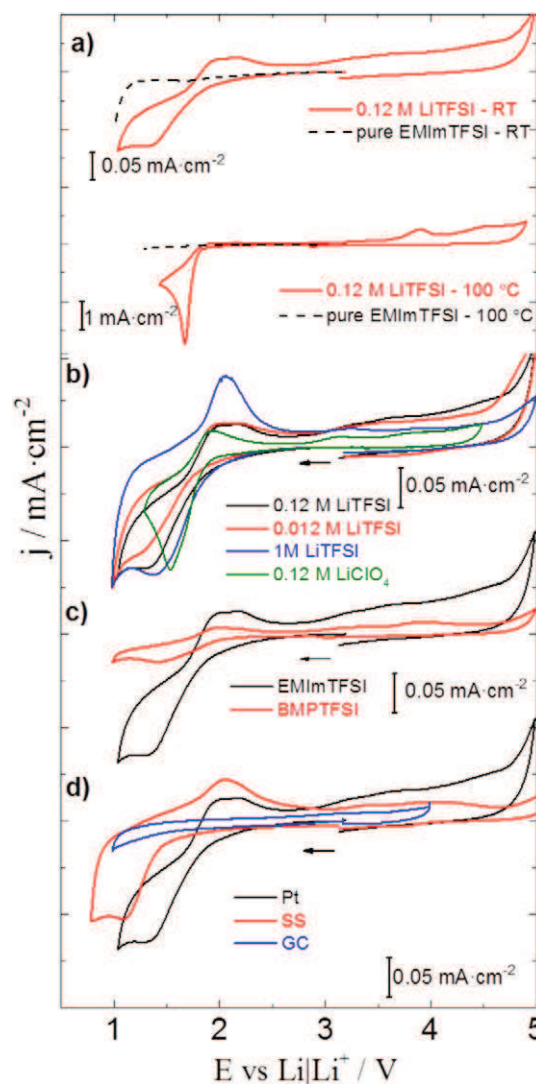 a)
0.12 M LITFSI - RT
pure EMImTFSI - RT
0.05 mA·cm-2
0.12 M LITFSI - 100 °C
pure EMImTFSI - 100 °C
1 mA·cm-2
j / mA·cm-2
b)
0.05 mA·cm-2
0.12 M LITFSI
0.012 M LITFSI
1M LiTFSI
0.12 M LiClO4
c)
EMImTFSI
BMPTFSI
0.05 mA·cm-2
d)
Pt
SS
GC
0.05 mA·cm-2
1 2 3 4 5
E vs Li|Li+ / V